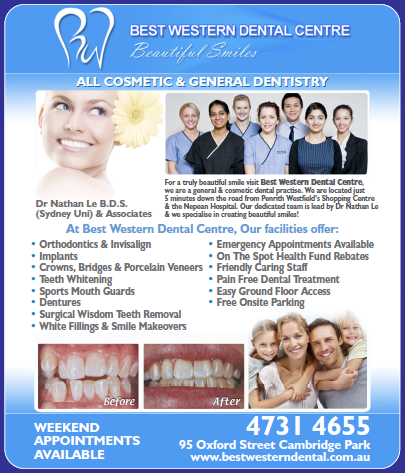 BEST WESTERN DENTAL CENTRE
Beautiful Smiles
ALL COSMETIC & GENERAL DENTISTRY
For a truly beautiful smile visit Best Western Dental Centre,
we are a general & cosmetic dental practise. We are located just
5 minutes down the road from Penrith Westfield's Shopping Centre
& the Nepean Hospital. Our dedicated team is lead by Dr Nathan Le
& we specialise in creating beautiful smiles!
Dr Nathan Le B.D.S.
(Sydney Uni) & Associates
At Best Western Dental Centre, Our facilities offer:
• Orthodontics & Invisalign
• Implants
• Crowns, Bridges & Porcelain Veneers
• Teeth Whitening
• Sports Mouth Guards
• Dentures
• Surgical Wisdom Teeth Removal
• White Fillings & Smile Makeovers
• Emergency Appointments Available
• On The Spot Health Fund Rebates
• Friendly Caring Staff
• Pain Free Dental Treatment
• Easy Ground Floor Access
• Free Onsite Parking
Before
After
WEEKEND
APPOINTMENTS
AVAILABLE
4731 4655
95 Oxford Street Cambridge Park
www.bestwesterndental.com.au